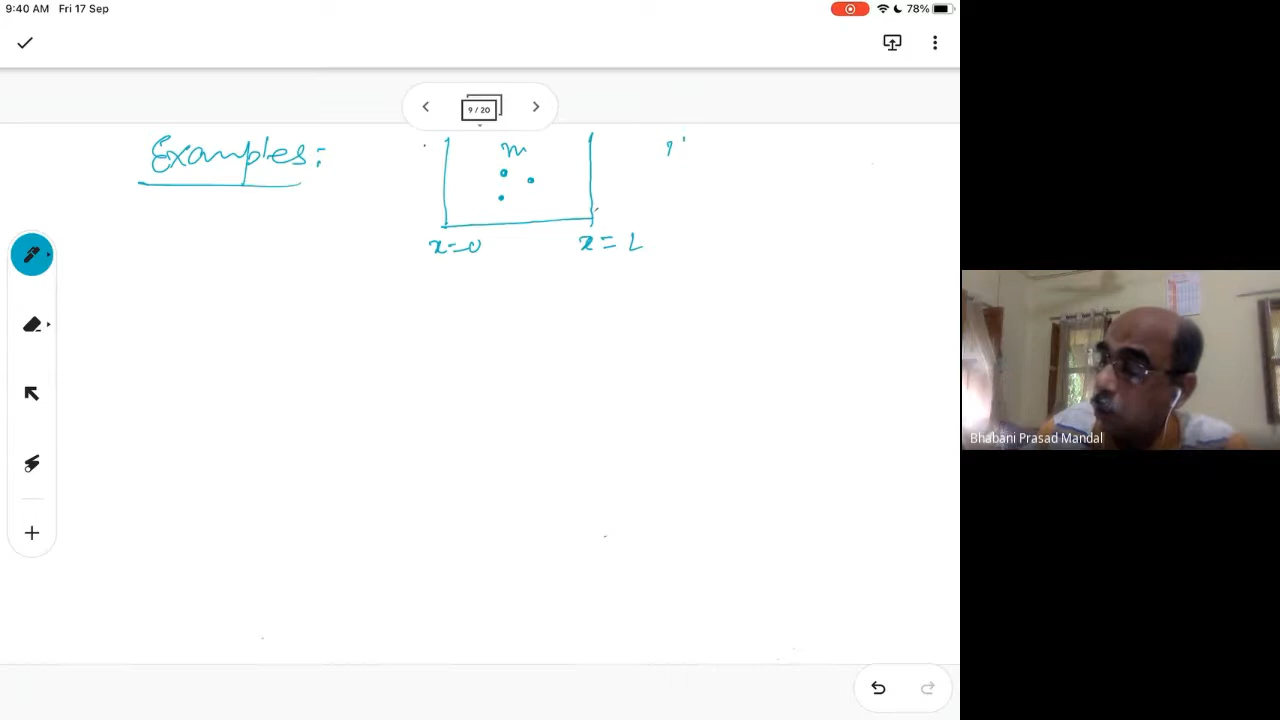 9:40 AM Fri 17 Sep
78%
9 / 20
Examples:
m
x=0
x = L
Bhabani Prasad Mandal